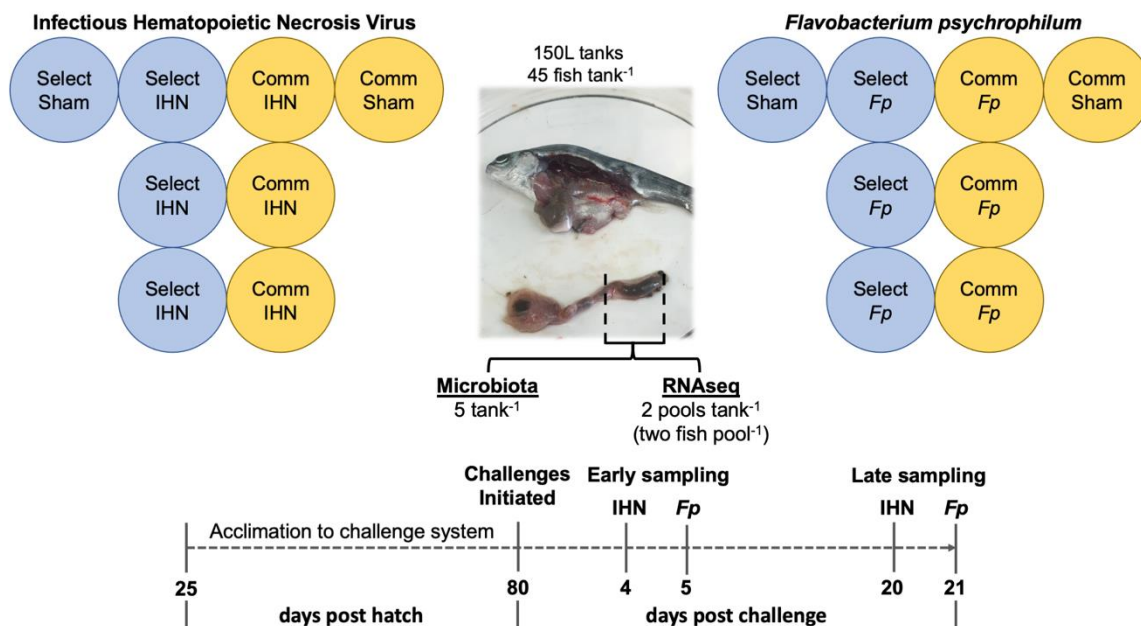 Infectious Hematopoietic Necrosis Virus
Select
Sham
Select
IHN
Comm
IHN
Comm
Sham
Select
IHN
Comm
IHN
Select
IHN
Comm
IHN
150L tanks
45 fish tank⁻¹
Microbiota
5 tank⁻¹
RNAseq
2 pools tank⁻¹
(two fish pool⁻¹)
Flavobacterium psychrophilum
Select
Sham
Select
Fp
Comm
Fp
Comm
Sham
Select
Fp
Comm
Fp
Select
Fp
Comm
Fp
Challenges
Initiated
Early sampling
IHN Fp
Late sampling
IHN Fp
Acclimation to challenge system
25 80 4 5 20 21
days post hatch days post challenge